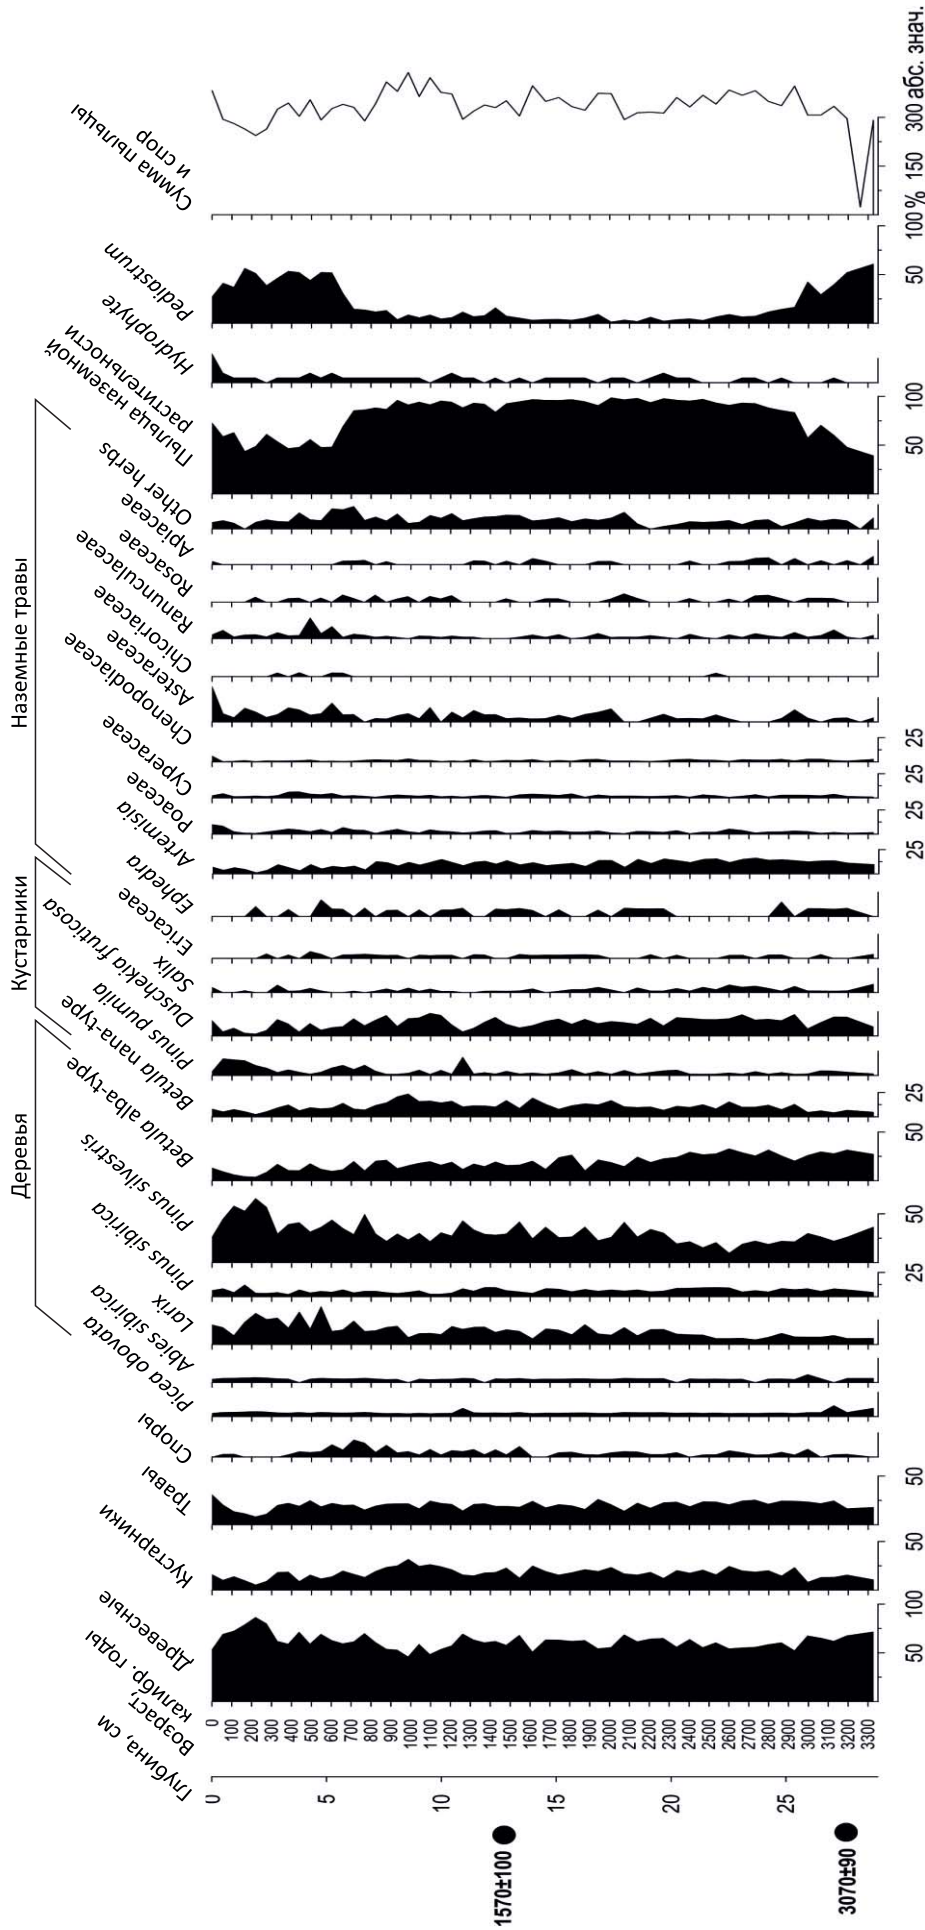 Деревья
Кустарники
Наземные травы
Глубина, см
Возраст,
калибр. годы
Древесные
Кустарники
Травы
Споры
Picea obovata
Abies sibirica
Larix
Pinus sibirica
Pinus silvestris
Betula alba-type
Betula nana-type
Pinus pumila
Duschekia fruticosa
Salix
Ericaceae
Ephedra
Artemisia
Poaceae
Cyperaceae
Chenopodiaceae
Asteraceae
Chicoriaceae
Ranunculaceae
Rosaceae
Apiaceae
Other herbs
Пыльца наземной
растительности
Hydrophyte
Pediastrum
Сумма пыльцы
и спор
1570±100
3070±90
0
5
10
15
20
25
0
100
200
300
400
500
600
700
800
900
1000
1100
1200
1300
1400
1500
1600
1700
1800
1900
2000
2100
2200
2300
2400
2500
2600
2700
2800
2900
3000
3100
3200
3300
50 100
50
50
25
50
50
25
25
25
25
25
50 100
50 100 %
150 300 абс. знач.